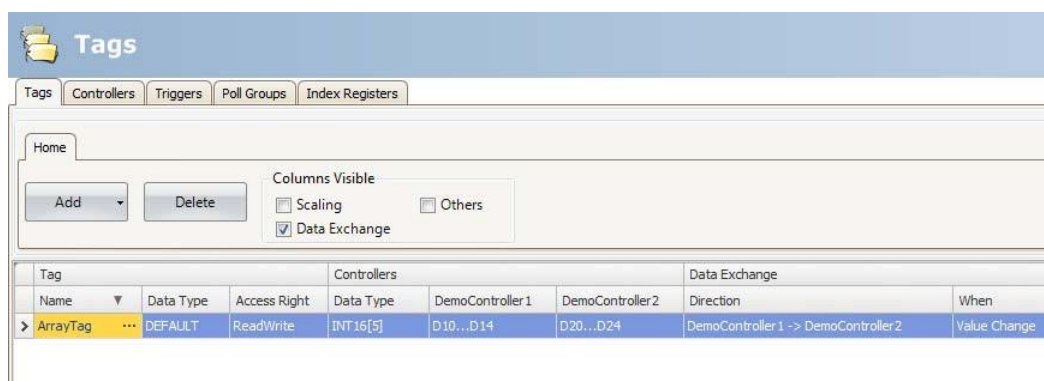 Tags
Tags Controllers Triggers Poll Groups Index Registers
Home
Add Delete
Columns Visible
Scaling Others
Data Exchange
Tag Controllers Data Exchange
Name Data Type Access Right Data Type DemoController1 DemoController2 Direction When
ArrayTag ... DEFAULT ReadWrite INT16[5] D10...D14 D20...D24 DemoController1 -> DemoController2 Value Change